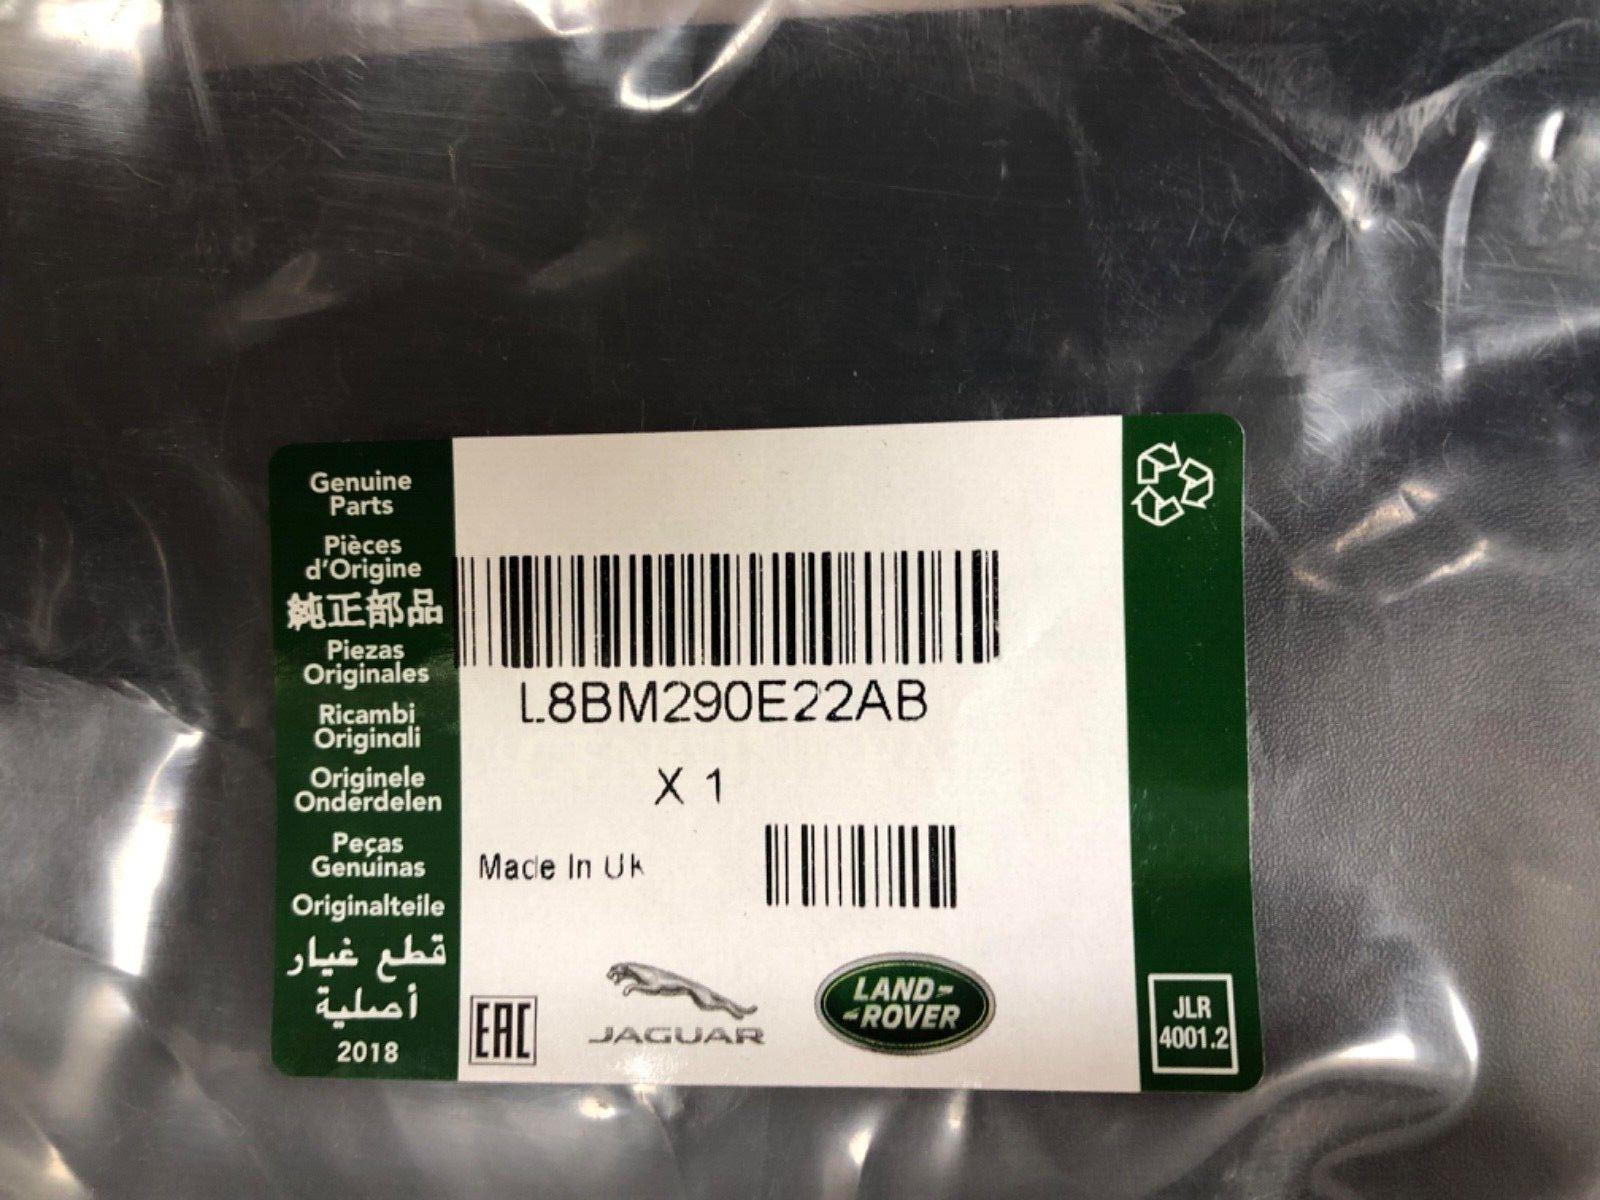 Genuine
Parts
Pièces
d'Origine
純正部品
Piezas
Originales
Ricambi
Originali
Originele
Onderdelen
Peças
Genuinas
Originalteile
قطع غيار
أصلية
2018
L8BM290E22AB
X 1
Made In UK
EAC
JAGUAR
LAND-
-ROVER
JLR
4001.2